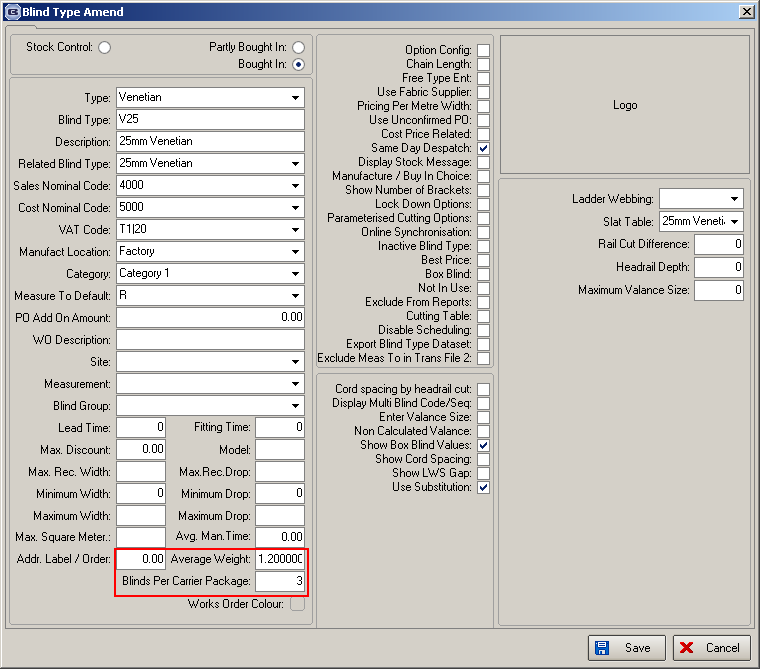 Blind Type Amend
Stock Control:
Partly Bought In:
Bought In:
Type: Venetian
Blind Type: V25
Description: 25mm Venetian
Related Blind Type: 25mm Venetian
Sales Nominal Code: 4000
Cost Nominal Code: 5000
VAT Code: T1|20
Manufact Location: Factory
Category: Category 1
Measure To Default: R
PO Add On Amount: 0.00
WO Description:
Site:
Measurement:
Blind Group:
Lead Time: 0 Fitting Time: 0
Max. Discount: 0.00 Model:
Max. Rec. Width: Max.Rec.Drop:
Minimum Width: 0 Minimum Drop: 0
Maximum Width: Maximum Drop:
Max. Square Meter.: Avg. Man.Time: 0.00
Addr. Label / Order: 0.00 Average Weight: 1.200000
Blinds Per Carrier Package: 3
Works Order Colour:
Option Config:
Chain Length:
Free Type Ent:
Use Fabric Supplier:
Pricing Per Metre Width:
Use Unconfirmed PO:
Cost Price Related:
Same Day Despatch:
Display Stock Message:
Manufacture / Buy In Choice:
Show Number of Brackets:
Lock Down Options:
Parameterised Cutting Options:
Online Synchronisation:
Inactive Blind Type:
Best Price:
Box Blind:
Not In Use:
Exclude From Reports:
Cutting Table:
Disable Scheduling:
Export Blind Type Dataset:
Exclude Meas To in Trans File 2:
Cord spacing by headrail cut:
Display Multi Blind Code/Seq:
Enter Valance Size:
Non Calculated Valance:
Show Box Blind Values:
Show Cord Spacing:
Show LWS Gap:
Use Substitution:
Logo
Ladder Webbing:
Slat Table: 25mm Veneti
Rail Cut Difference: 0
Headrail Depth: 0
Maximum Valance Size: 0
Save Cancel